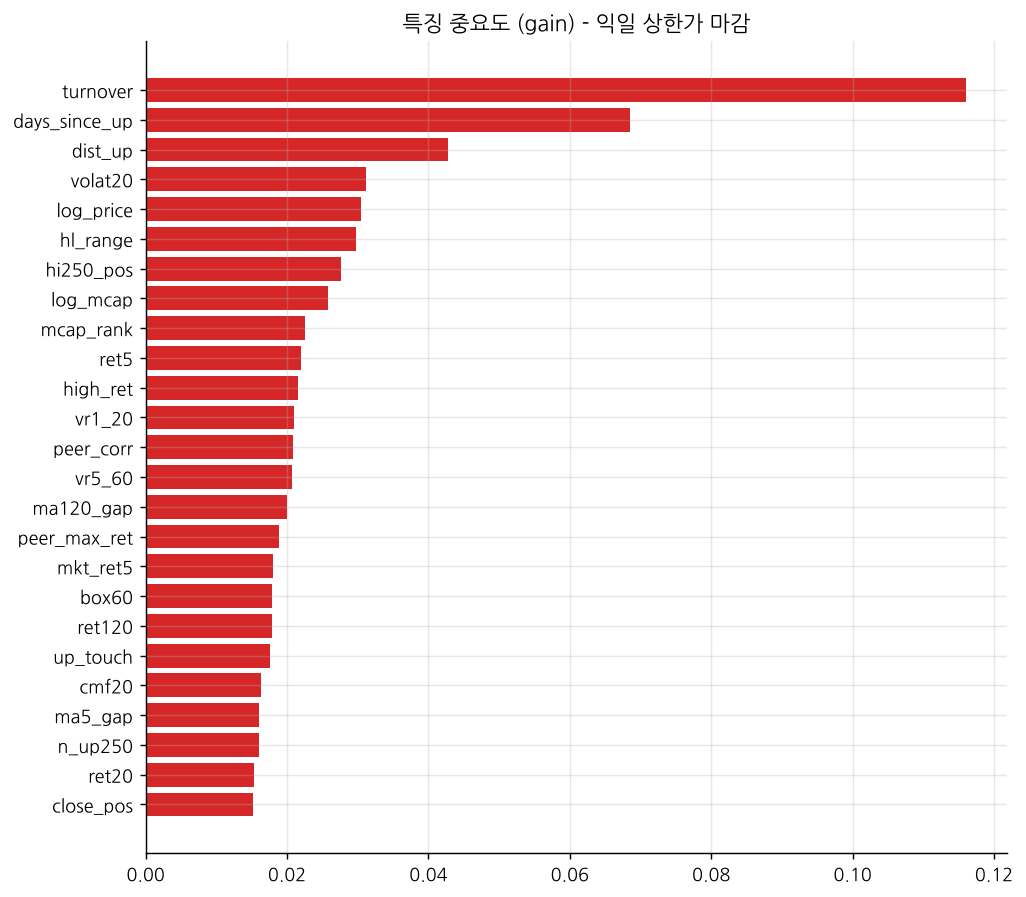 특징 중요도 (gain) - 익일 상한가 마감
turnover
days_since_up
dist_up
volat20
log_price
hl_range
hi250_pos
log_mcap
mcap_rank
ret5
high_ret
vr1_20
peer_corr
vr5_60
ma120_gap
peer_max_ret
mkt_ret5
box60
ret120
up_touch
cmf20
ma5_gap
n_up250
ret20
close_pos
0.00 0.02 0.04 0.06 0.08 0.10 0.12